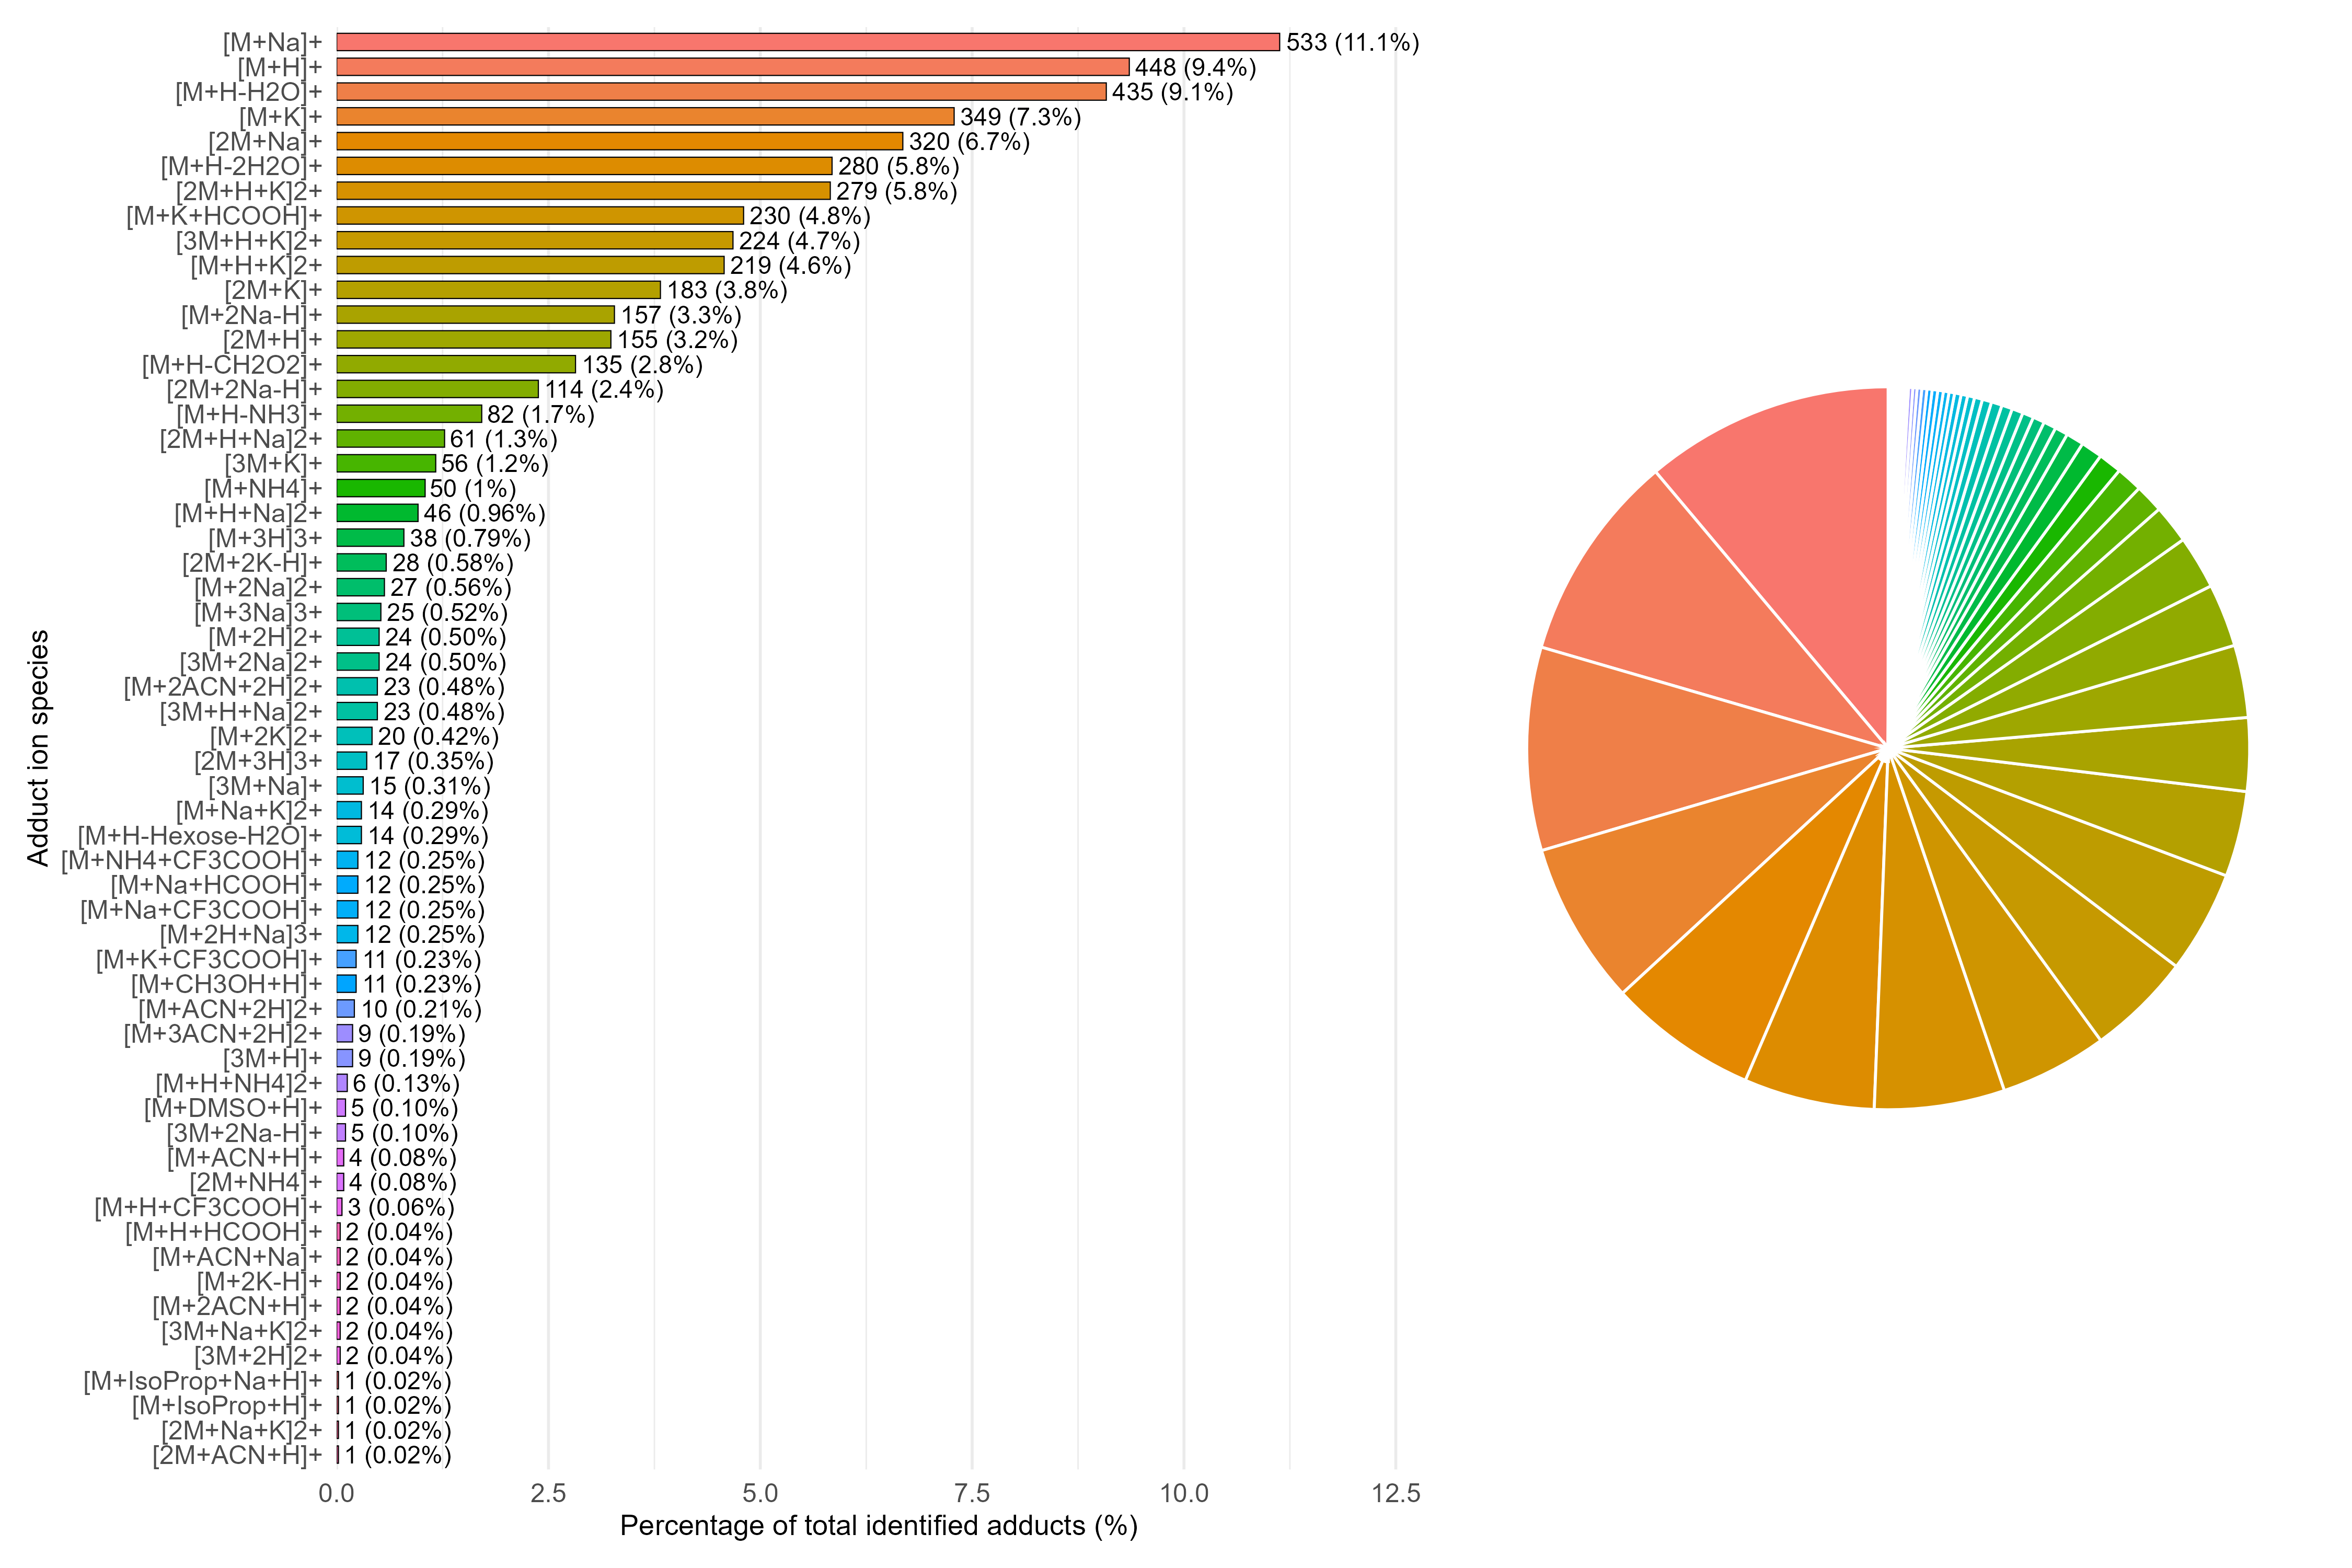 [M+Na]+ 533 (11.1%)
[M+H]+ 448 (9.4%)
[M+H-H2O]+ 435 (9.1%)
[M+K]+ 349 (7.3%)
[2M+Na]+ 320 (6.7%)
[M+H-2H2O]+ 280 (5.8%)
[2M+H+K]2+ 279 (5.8%)
[M+K+HCOOH]+ 230 (4.8%)
[3M+H+K]2+ 224 (4.7%)
[M+H+K]2+ 219 (4.6%)
[2M+K]+ 183 (3.8%)
[M+2Na-H]+ 157 (3.3%)
[2M+H]+ 155 (3.2%)
[M+H-CH2O2]+ 135 (2.8%)
[2M+2Na-H]+ 114 (2.4%)
[M+H-NH3]+ 82 (1.7%)
[2M+H+Na]2+ 61 (1.3%)
[3M+K]+ 56 (1.2%)
[M+NH4]+ 50 (1%)
[M+H+Na]2+ 46 (0.96%)
[M+3H]3+ 38 (0.79%)
[2M+2K-H]+ 28 (0.58%)
[M+2Na]2+ 27 (0.56%)
[M+3Na]3+ 25 (0.52%)
[M+2H]2+ 24 (0.50%)
[3M+2Na]2+ 24 (0.50%)
[M+2ACN+2H]2+ 23 (0.48%)
[3M+H+Na]2+ 23 (0.48%)
[M+2K]2+ 20 (0.42%)
[2M+3H]3+ 17 (0.35%)
[3M+Na]+ 15 (0.31%)
[M+Na+K]2+ 14 (0.29%)
[M+H-Hexose-H2O]+ 14 (0.29%)
[M+NH4+CF3COOH]+ 12 (0.25%)
[M+Na+HCOOH]+ 12 (0.25%)
[M+Na+CF3COOH]+ 12 (0.25%)
[M+2H+Na]3+ 12 (0.25%)
[M+K+CF3COOH]+ 11 (0.23%)
[M+CH3OH+H]+ 11 (0.23%)
[M+ACN+2H]2+ 10 (0.21%)
[M+3ACN+2H]2+ 9 (0.19%)
[3M+H]+ 9 (0.19%)
[M+H+NH4]2+ 6 (0.13%)
[M+DMSO+H]+ 5 (0.10%)
[3M+2Na-H]+ 5 (0.10%)
[M+ACN+H]+ 4 (0.08%)
[2M+NH4]+ 4 (0.08%)
[M+H+CF3COOH]+ 3 (0.06%)
[M+H+HCOOH]+ 2 (0.04%)
[M+ACN+Na]+ 2 (0.04%)
[M+2K-H]+ 2 (0.04%)
[M+2ACN+H]+ 2 (0.04%)
[3M+Na+K]2+ 2 (0.04%)
[3M+2H]2+ 2 (0.04%)
[M+IsoProp+Na+H]+ 1 (0.02%)
[M+IsoProp+H]+ 1 (0.02%)
[2M+Na+K]2+ 1 (0.02%)
[2M+ACN+H]+ 1 (0.02%)
Adduct ion species
0.0 2.5 5.0 7.5 10.0 12.5
Percentage of total identified adducts (%)